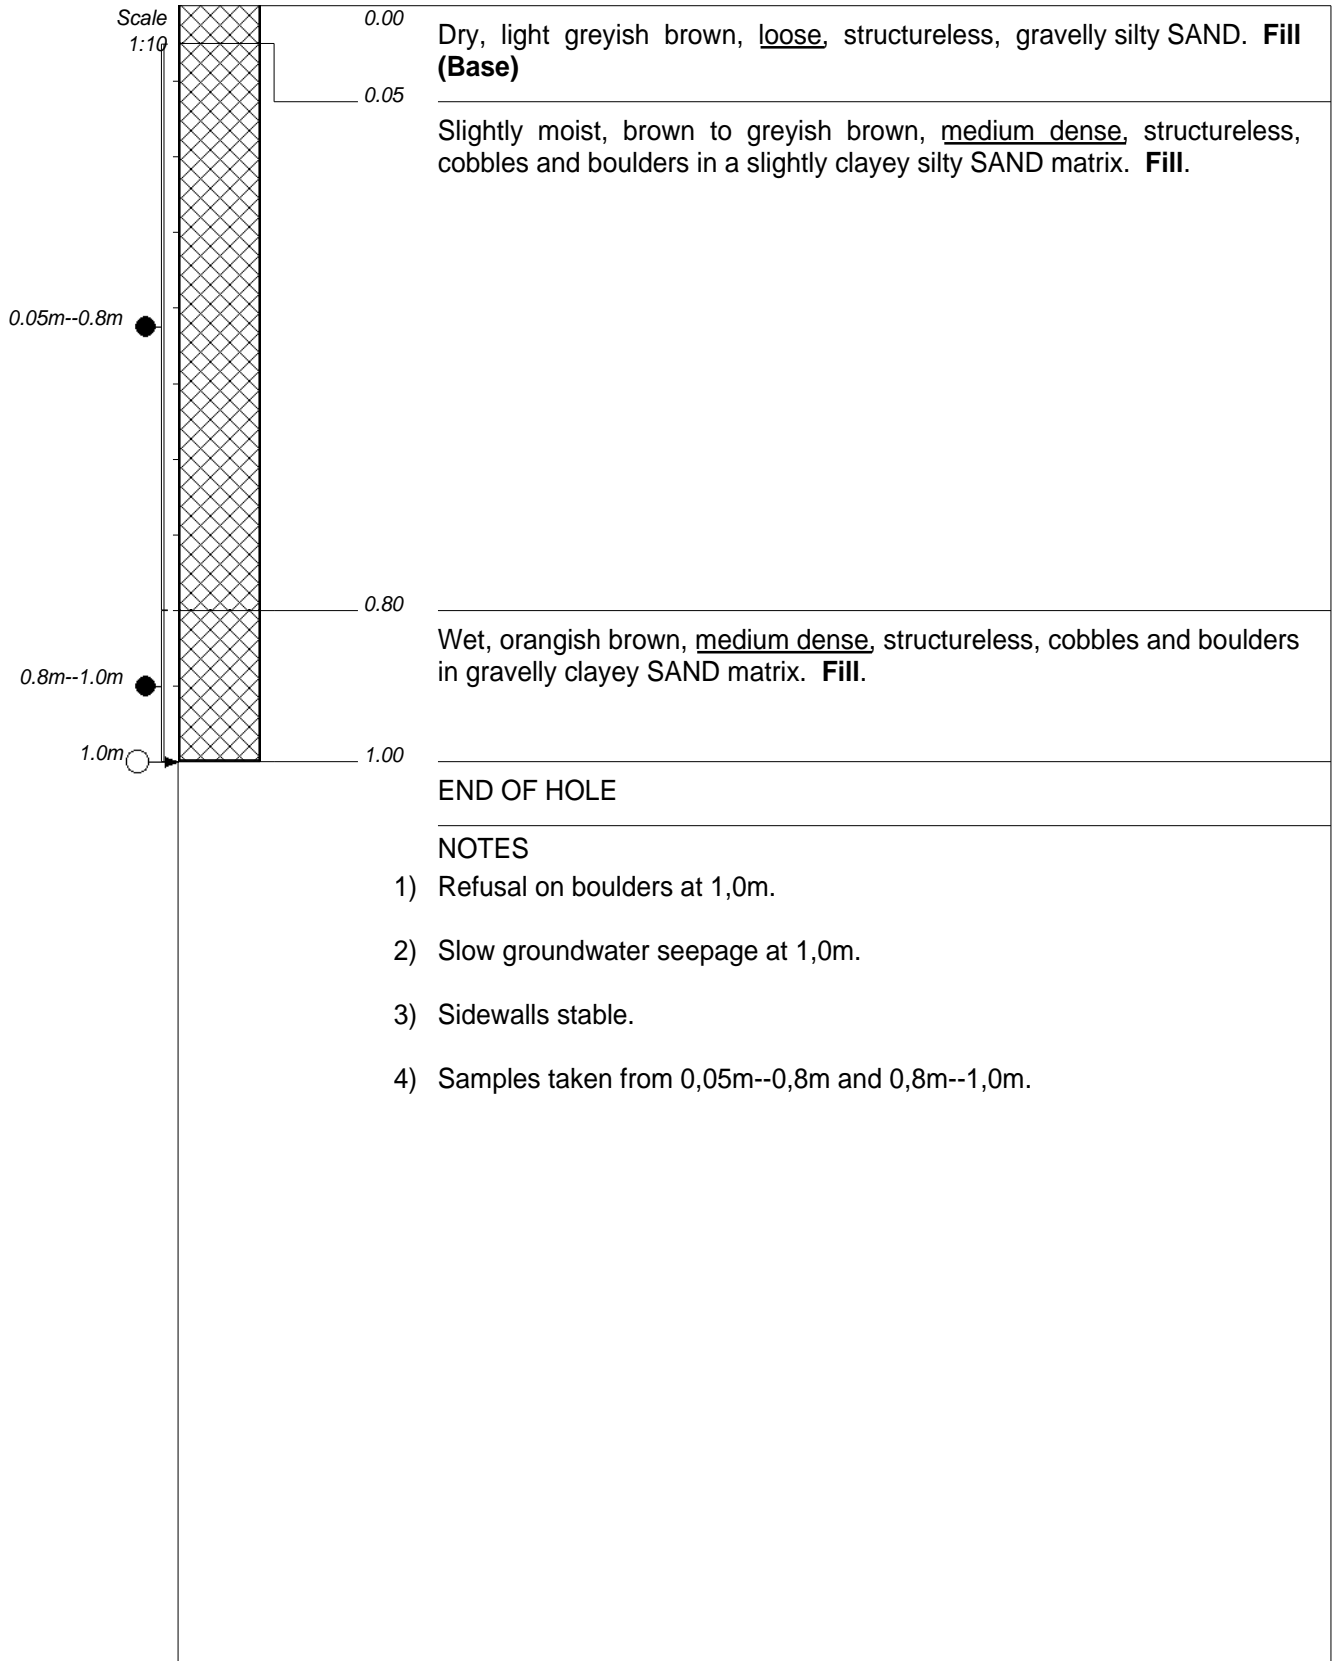 Scale
1:10
0.00
Dry, light greyish brown, loose, structureless, gravelly silty SAND. Fill
(Base)
0.05
Slightly moist, brown to greyish brown, medium dense, structureless,
cobbles and boulders in a slightly clayey silty SAND matrix. Fill.
0.05m--0.8m
0.80
Wet, orangish brown, medium dense, structureless, cobbles and boulders
in gravelly clayey SAND matrix. Fill.
0.8m--1.0m
1.0m
1.00
END OF HOLE
NOTES
1) Refusal on boulders at 1,0m.
2) Slow groundwater seepage at 1,0m.
3) Sidewalls stable.
4) Samples taken from 0,05m--0,8m and 0,8m--1,0m.